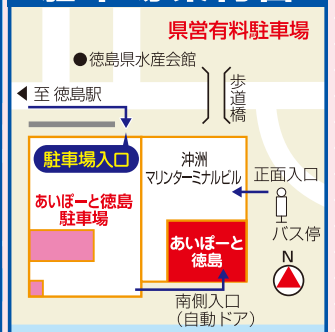 県営有料駐車場
●徳島県水産会館
至 徳島駅
歩道橋
駐車場入口
沖洲
マリンターミナルビル
正面入口
あいぽーと徳島
駐車場
バス停
あいぽーと
徳島
N
南側入口
(自動ドア)